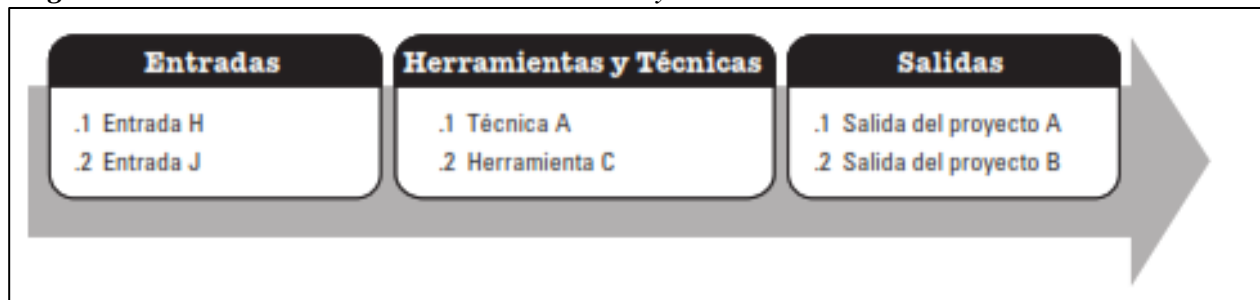 Entradas
.1 Entrada H
.2 Entrada J
Herramientas y Técnicas
.1 Técnica A
.2 Herramienta C
Salidas
.1 Salida del proyecto A
.2 Salida del proyecto B